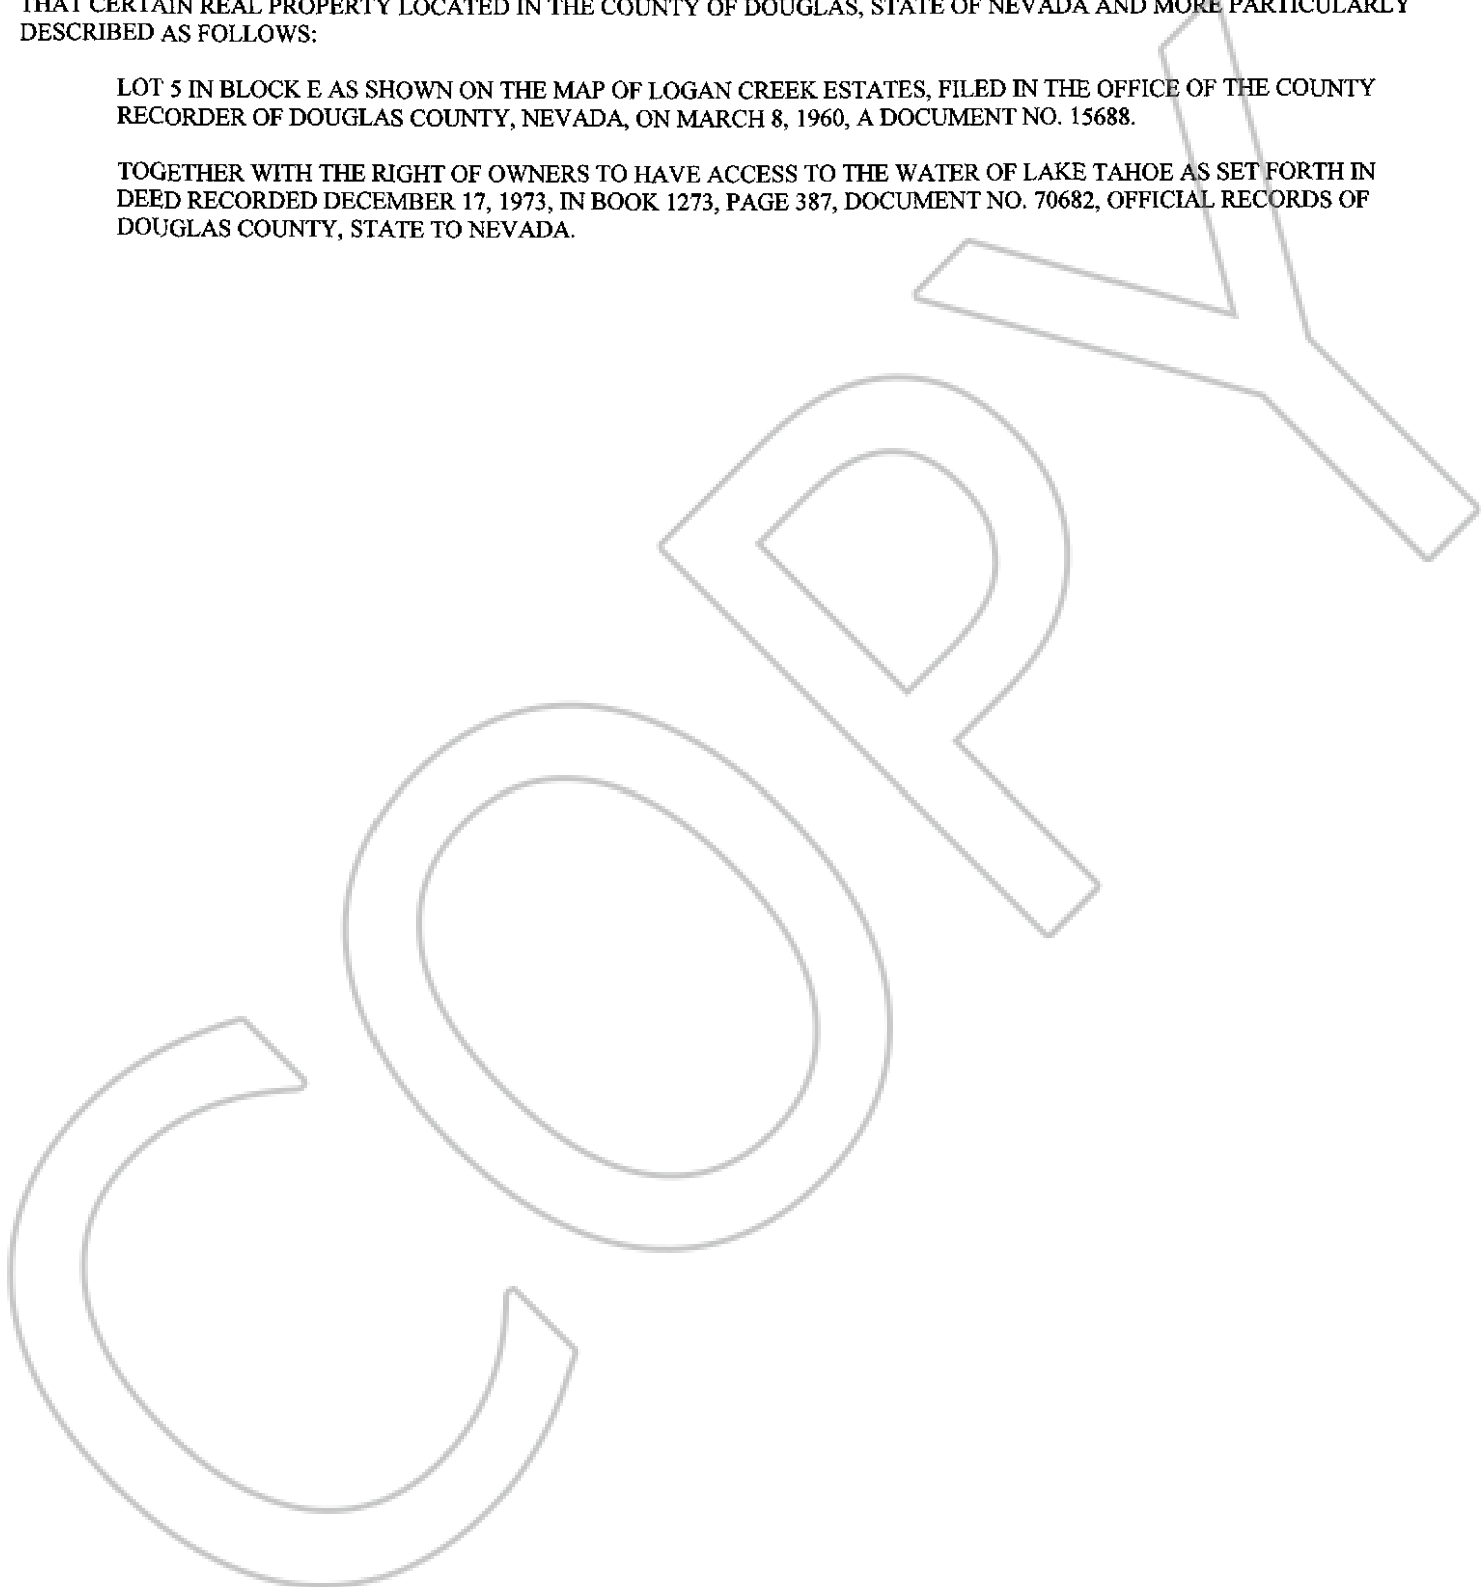 THAT CERTAIN REAL PROPERTY LOCATED IN THE COUNTY OF DOUGLAS, STATE OF NEVADA AND MORE PARTICULARLY
DESCRIBED AS FOLLOWS:
LOT 5 IN BLOCK E AS SHOWN ON THE MAP OF LOGAN CREEK ESTATES, FILED IN THE OFFICE OF THE COUNTY
RECORDER OF DOUGLAS COUNTY, NEVADA, ON MARCH 8, 1960, A DOCUMENT NO. 15688.
TOGETHER WITH THE RIGHT OF OWNERS TO HAVE ACCESS TO THE WATER OF LAKE TAHOE AS SET FORTH IN
DEED RECORDED DECEMBER 17, 1973, IN BOOK 1273, PAGE 387, DOCUMENT NO. 70682, OFFICIAL RECORDS OF
DOUGLAS COUNTY, STATE TO NEVADA.
COPY